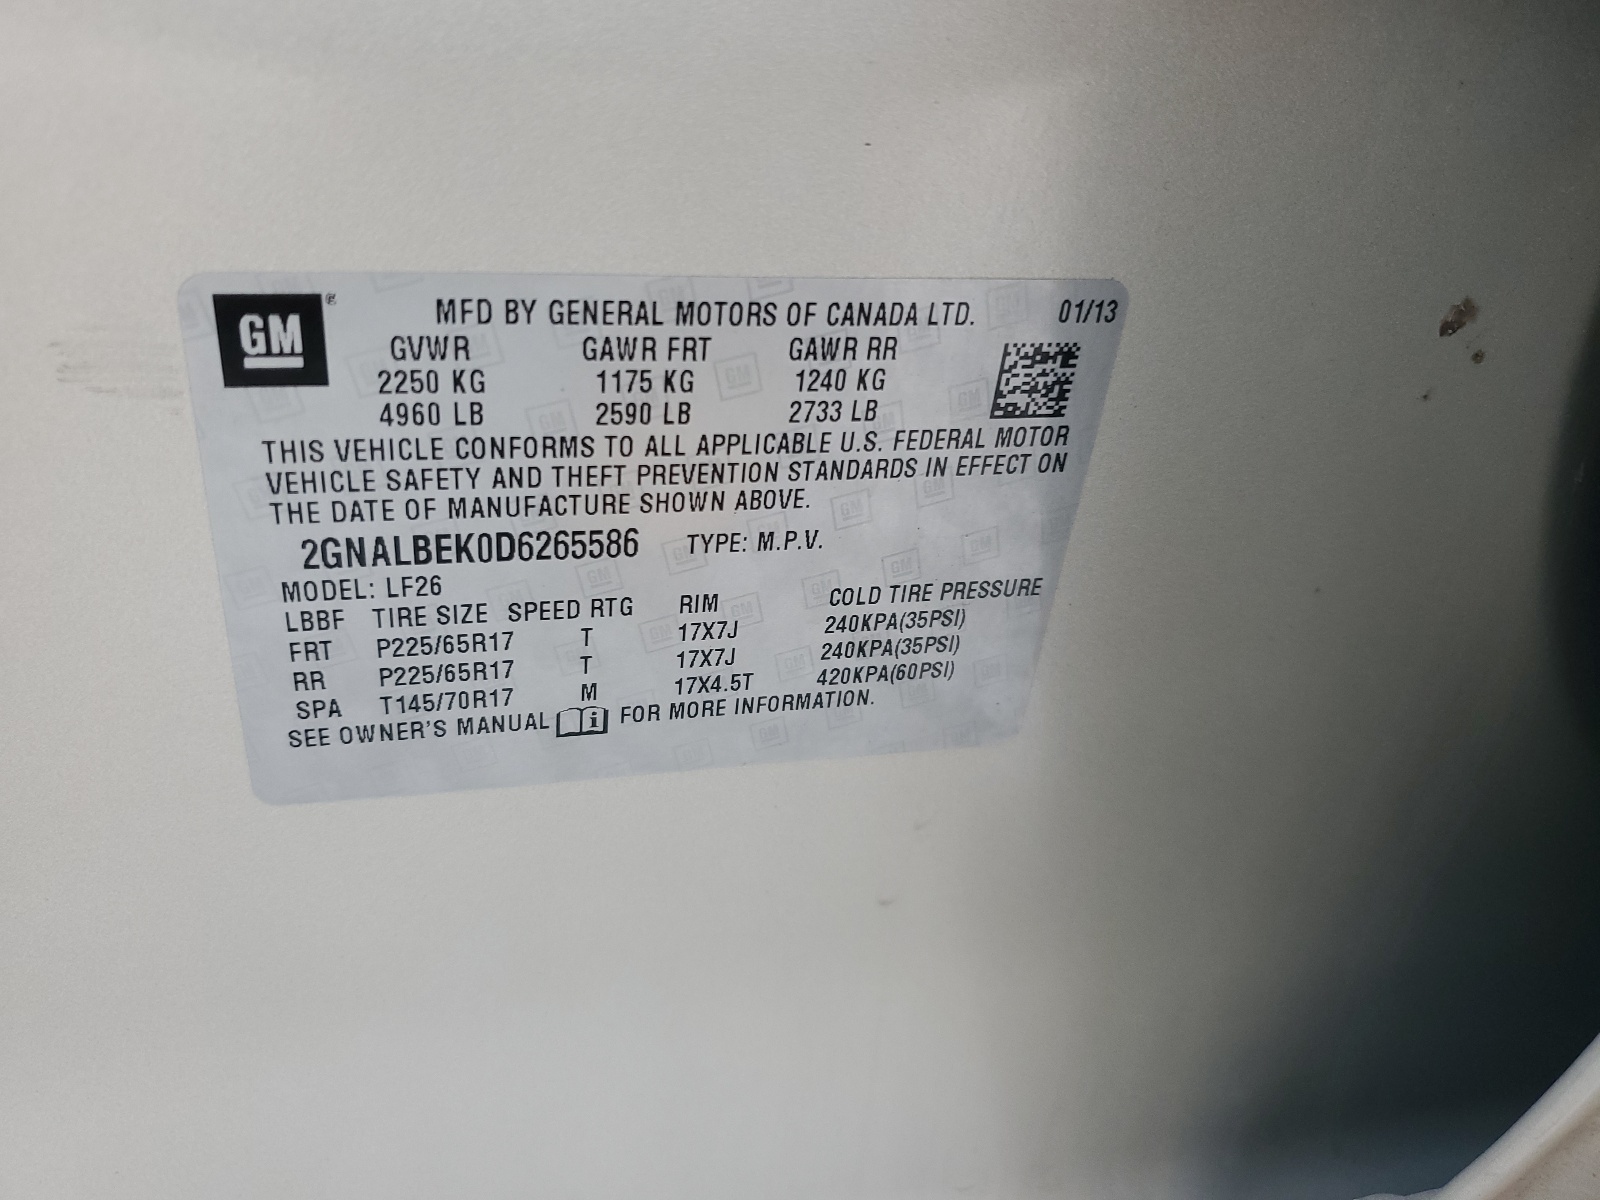 GM ® MFD BY GENERAL MOTORS OF CANADA LTD. 01/13
GVWR GAWR FRT GAWR RR
2250 KG 1175 KG 1240 KG
4960 LB 2590 LB 2733 LB
THIS VEHICLE CONFORMS TO ALL APPLICABLE U.S. FEDERAL MOTOR
VEHICLE SAFETY AND THEFT PREVENTION STANDARDS IN EFFECT ON
THE DATE OF MANUFACTURE SHOWN ABOVE.
2GNALBEK0D6265586 TYPE: M.P.V.
MODEL: LF26
LBBF TIRE SIZE SPEED RTG RIM COLD TIRE PRESSURE
FRT P225/65R17 T 17X7J 240KPA(35PSI)
RR P225/65R17 T 17X7J 240KPA(35PSI)
SPA T145/70R17 M 17X4.5T 420KPA(60PSI)
SEE OWNER'S MANUAL i FOR MORE INFORMATION.